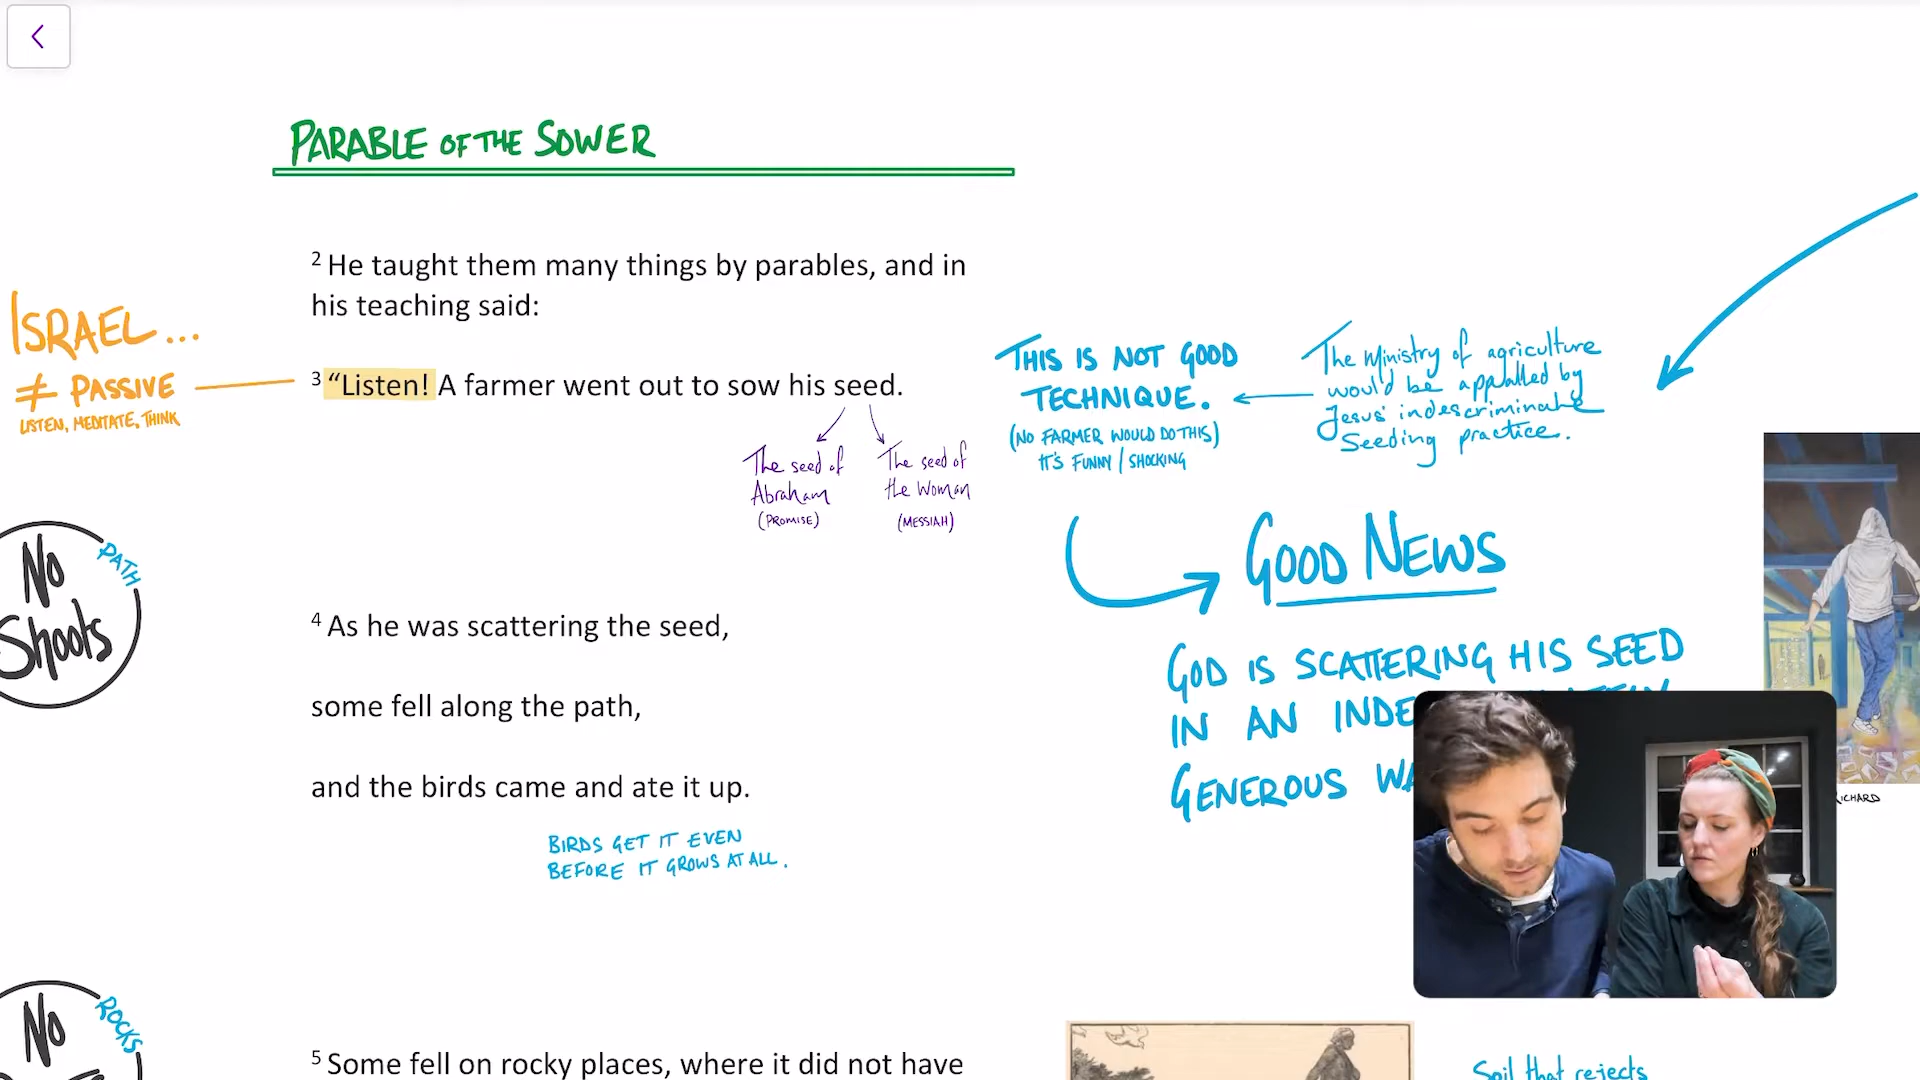 PARABLE OF THE SOWER
2 He taught them many things by parables, and in
his teaching said:
ISRAEL...
≠ PASSIVE
LISTEN, MEDITATE, THINK
3 “Listen! A farmer went out to sow his seed.
The seed of
Abraham
(PROMISE)
The seed of
the Woman
(MESSIAH)
THIS IS NOT GOOD
TECHNIQUE.
(NO FARMER WOULD DO THIS)
IT'S FUNNY / SHOCKING
The Ministry of agriculture
would be appalled by
Jesus' indescriminate
Seeding practice.
GOOD NEWS
GOD IS SCATTERING HIS SEED
IN AN
GENEROUS
NO
Shoots
PATH
4 As he was scattering the seed,
some fell along the path,
and the birds came and ate it up.
BIRDS GET IT EVEN
BEFORE IT GROWS AT ALL.
NO
ROCKS
5 Some fell on rocky places, where it did not have
Soil that rejects